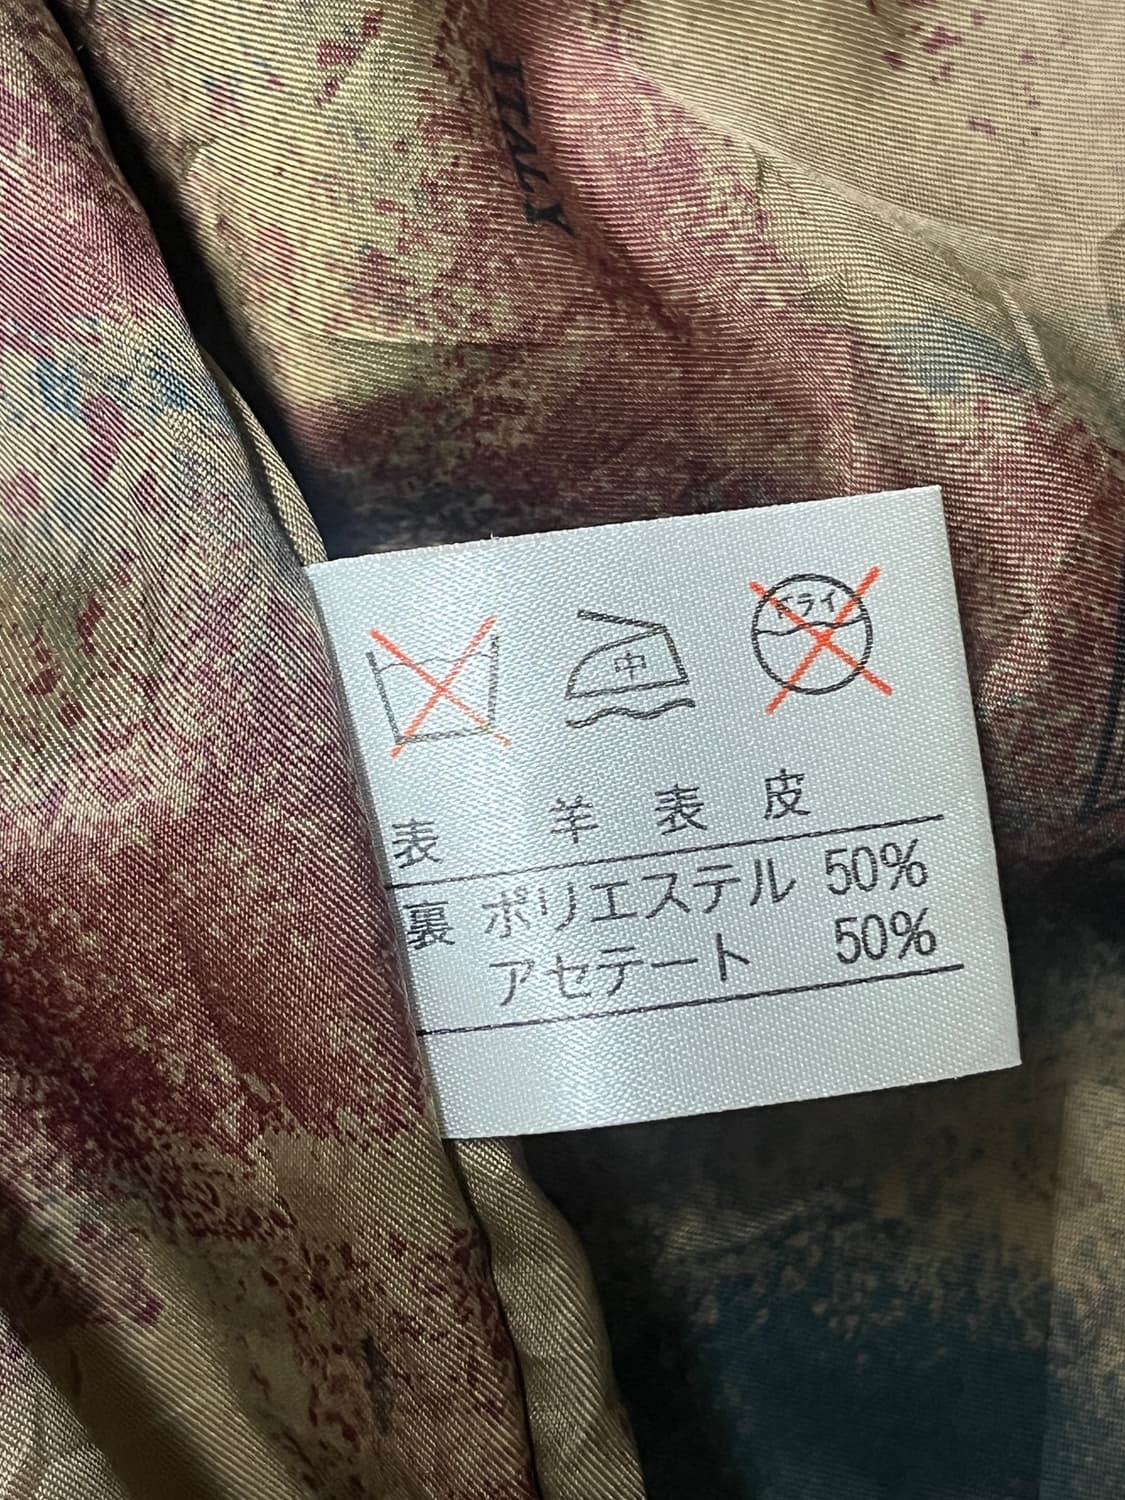 ITALY
ドライ
中
表 羊表皮
裏 ポリエステル 50%
アセテート 50%